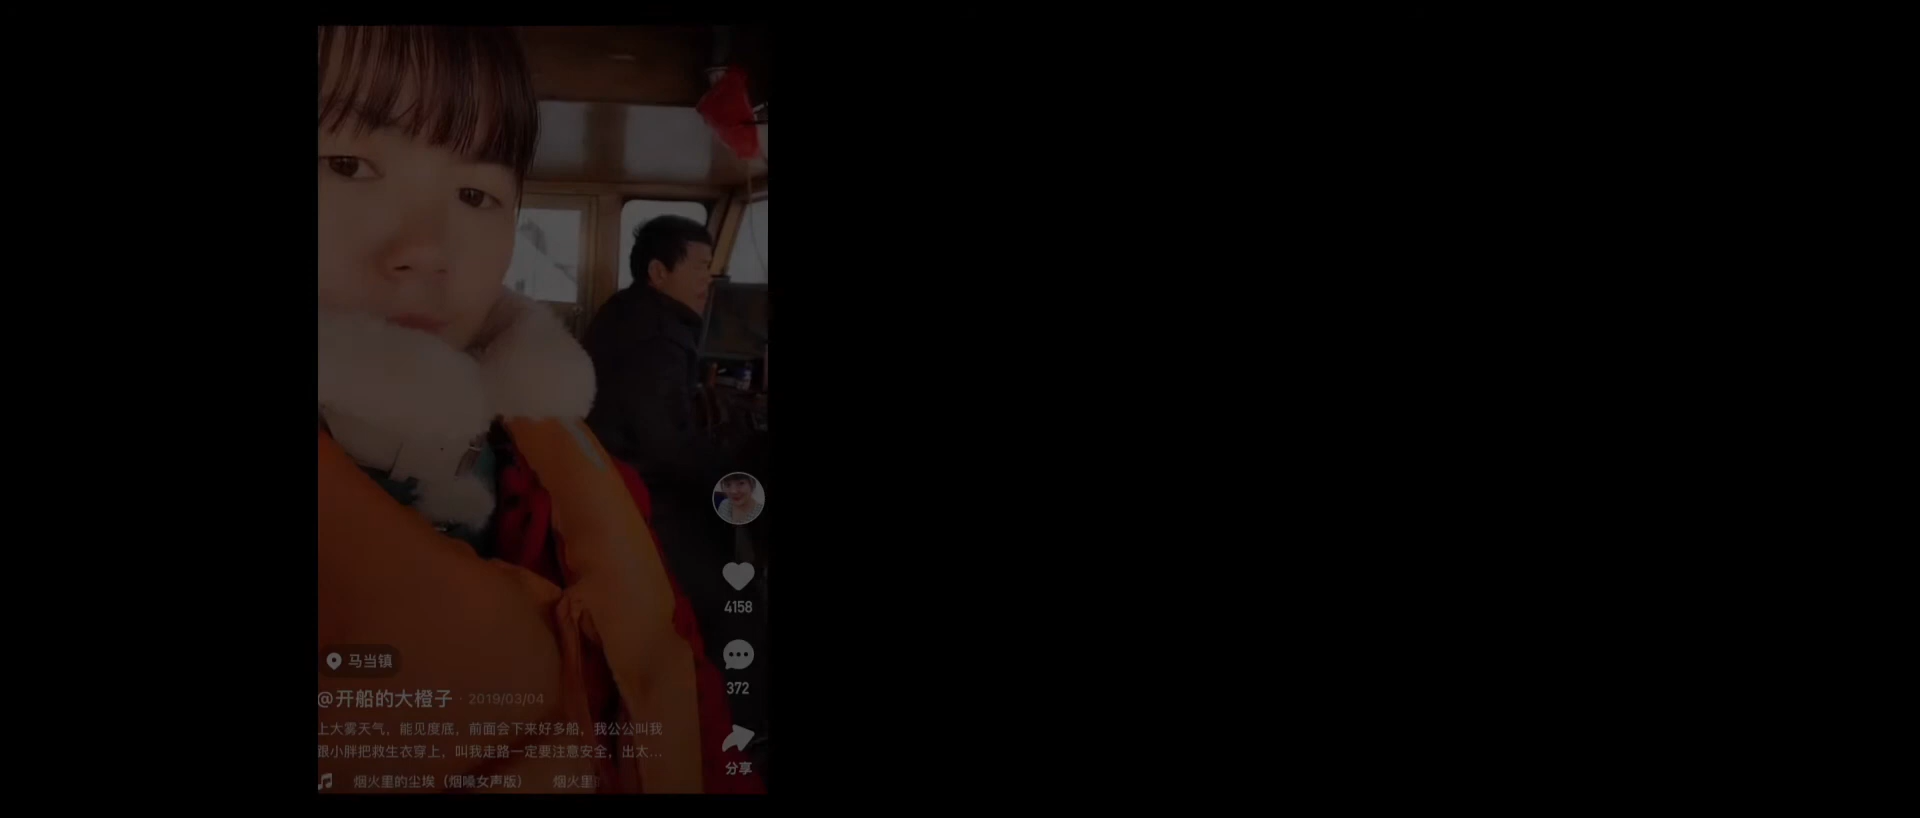 4158
372
分享
马当镇
@开船的大橙子 · 2019/03/04
上大雾天气，能见度底，前面会下来好多船，我公公叫我
跟小胖把救生衣穿上，叫我走路一定要注意安全，出太...
烟火里的尘埃（烟嗓女声版） 烟火里